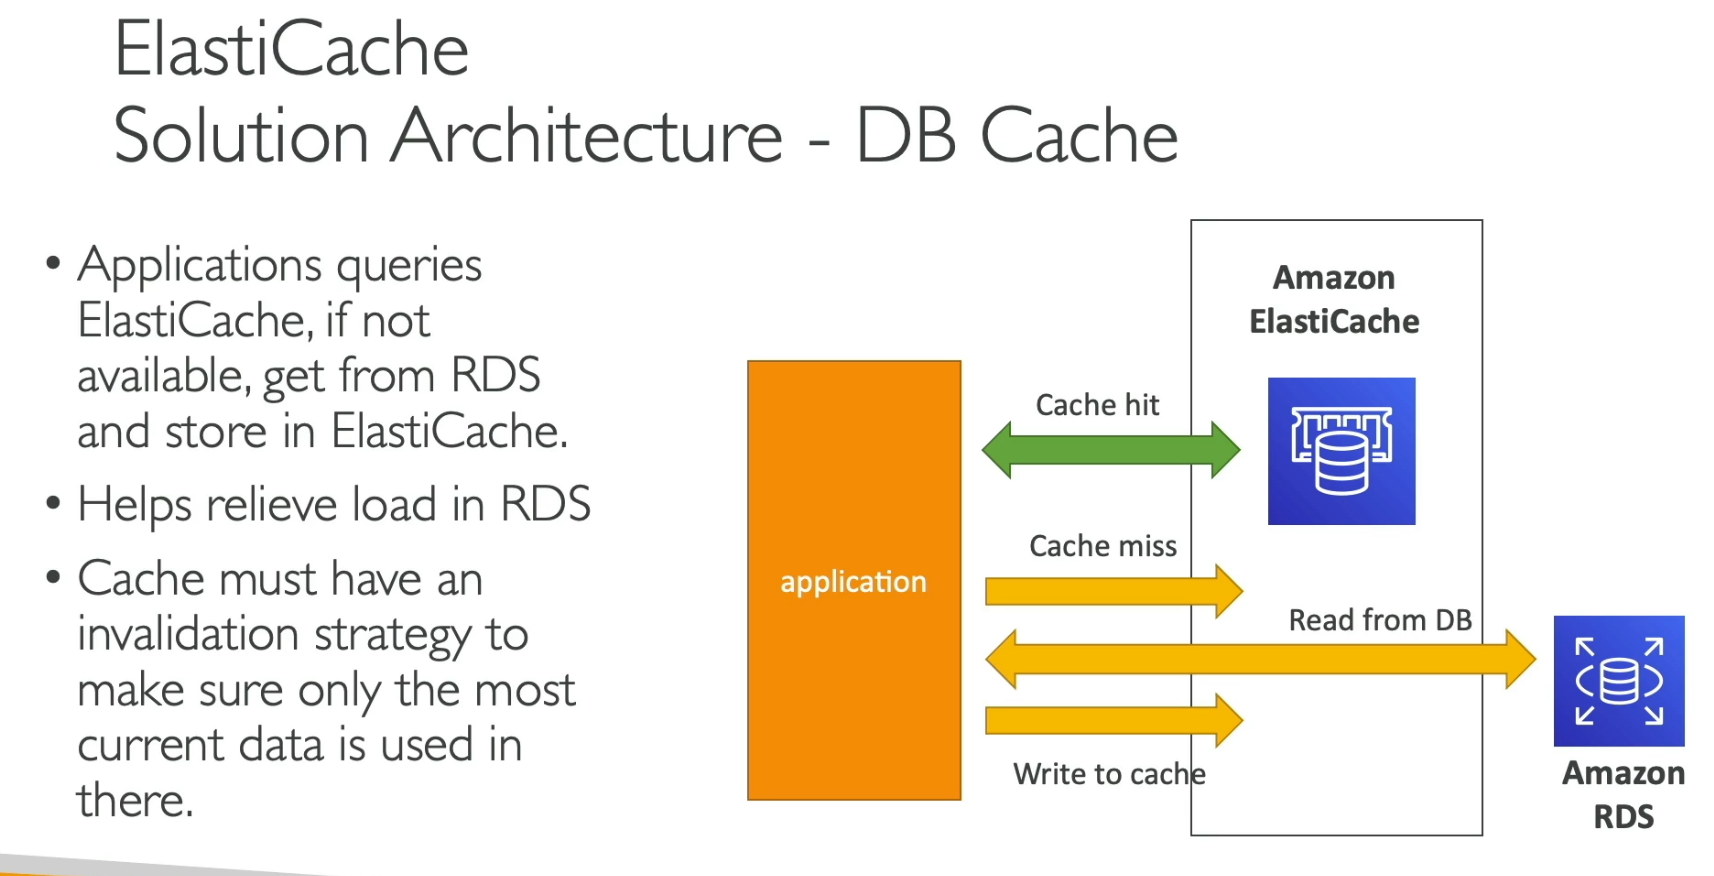 ElastiCache
Solution Architecture - DB Cache
• Applications queries
ElastiCache, if not
available, get from RDS
and store in ElastiCache.
• Helps relieve load in RDS
• Cache must have an
invalidation strategy to
make sure only the most
current data is used in
there.
application
Cache hit
Cache miss
Read from DB
Write to cache
Amazon
ElastiCache
Amazon
RDS